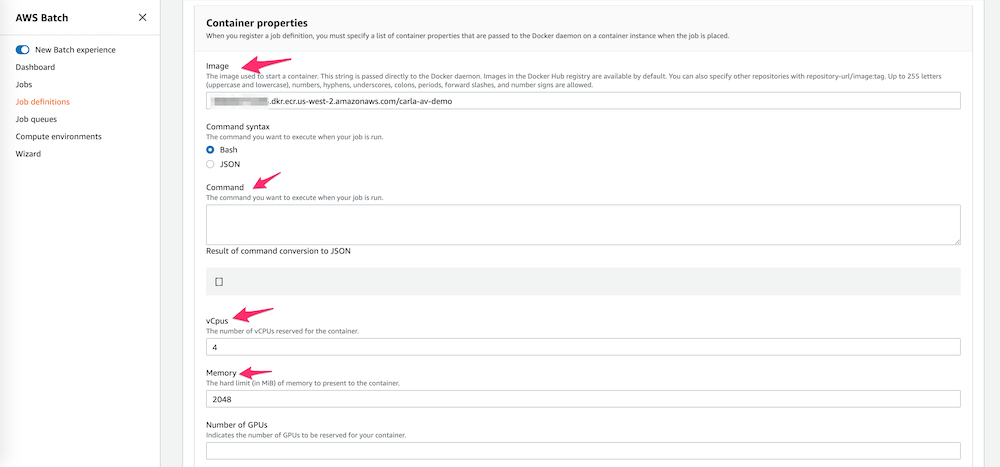 AWS Batch
New Batch experience
Dashboard
Jobs
Job definitions
Job queues
Compute environments
Wizard
Container properties
When you register a job definition, you must specify a list of container properties that are passed to the Docker daemon on a container instance when the job is placed.
Image
The image used to start a container. This string is passed directly to the Docker daemon. Images in the Docker Hub registry are available by default. You can also specify other repositories with repository-url/image:tag. Up to 255 letters
(uppercase and lowercase), numbers, hyphens, underscores, colons, periods, forward slashes, and number signs are allowed.
.dkr.ecr.us-west-2.amazonaws.com/carla-av-demo
Command syntax
The command you want to execute when your job is run.
Bash
JSON
Command
The command you want to execute when your job is run.
Result of command conversion to JSON
[]
vCpus
The number of vCPUs reserved for the container.
4
Memory
The hard limit (in MiB) of memory to present to the container.
2048
Number of GPUs
Indicates the number of GPUs to be reserved for your container.